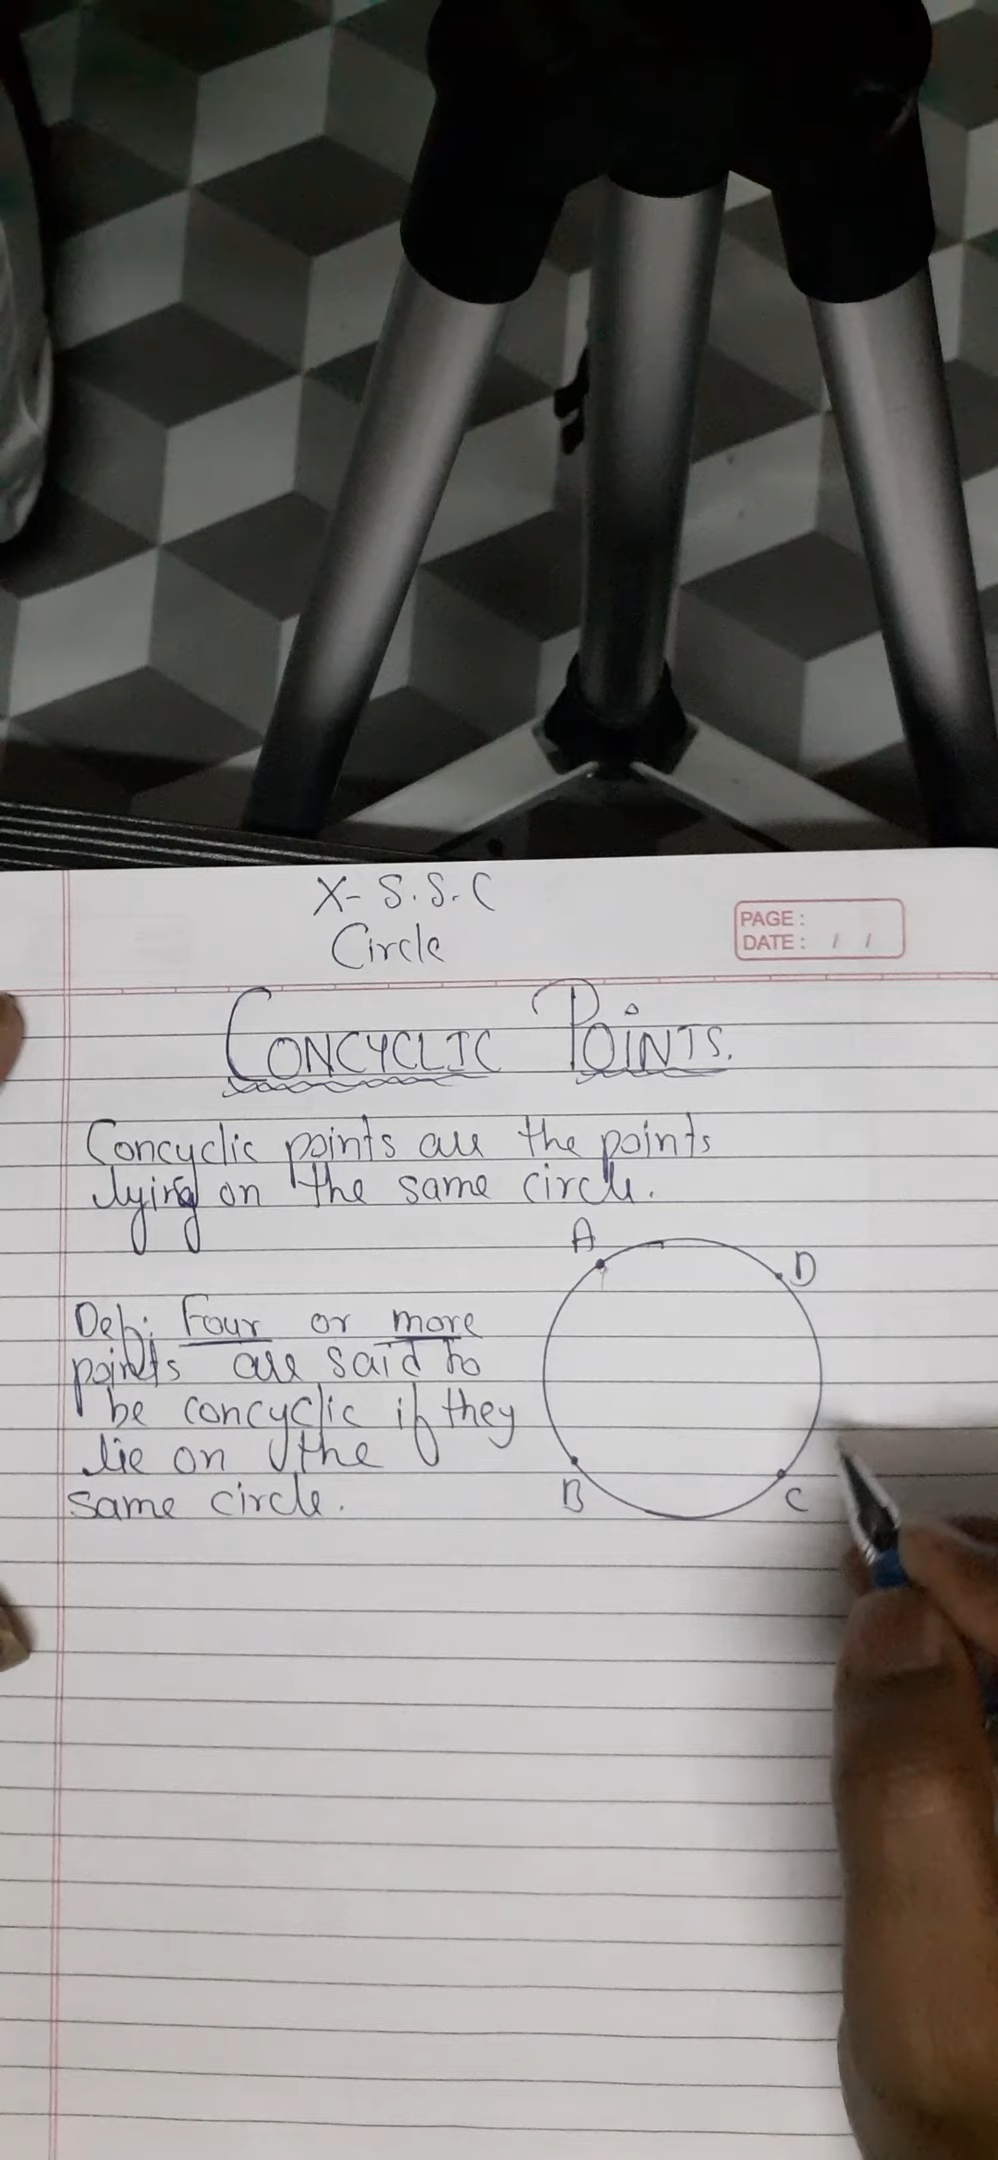 X- S.S.C
Circle
PAGE:
DATE: / /
CONCYCLIC POINTS.
Concyclic points are the points
lying on the same circle.
A
D
Def: Four or more
points are said to
be concyclic if they
lie on the
same circle.
B
C